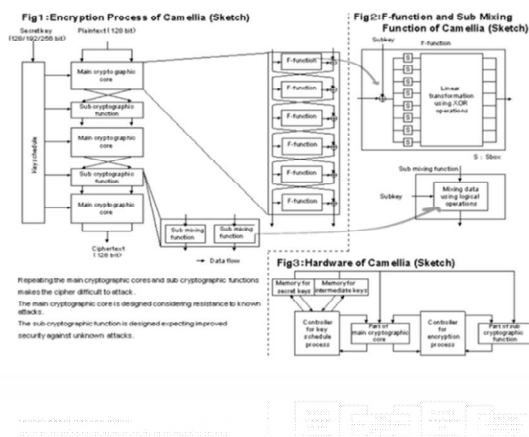 Fig1:Encryption Process of Camellia (Sketch)
Secretkey
(128/192/256 bit)
Plaintext(128 bit)
Key schedule
Main cryptographic
core
Sub cryptographic
function
Main cryptographic
core
Sub cryptographic
function
Main cryptographic
core
Ciphertext
(128 bit)
F-function
F-function
F-function
F-function
F-function
F-function
Sub mixing
function
Sub mixing
function
Data flow
Repeating the main cryptographic cores and sub cryptographic functions
makes the cipher difficult to attack.
The main cryptographic core is designed considering resistance to known
attacks.
The sub cryptographic function is designed expecting improved
security against unknown attacks.
Fig2:F-function and Sub Mixing
Function of Camellia (Sketch)
Subkey
F-function
S
S
S
S
S
S
S
S
Linear
transformation
using XOR
operations
S : Sbox
Sub mixing function
Subkey
Mixing data
using logical
operations
Fig3:Hardware of Camellia (Sketch)
Memory for
secret keys
Memory for
intermediate keys
Controller
for key
schedule
process
Part of
main cryptographic
core
Controller
for
encryption
process
Part of sub
cryptographic
function